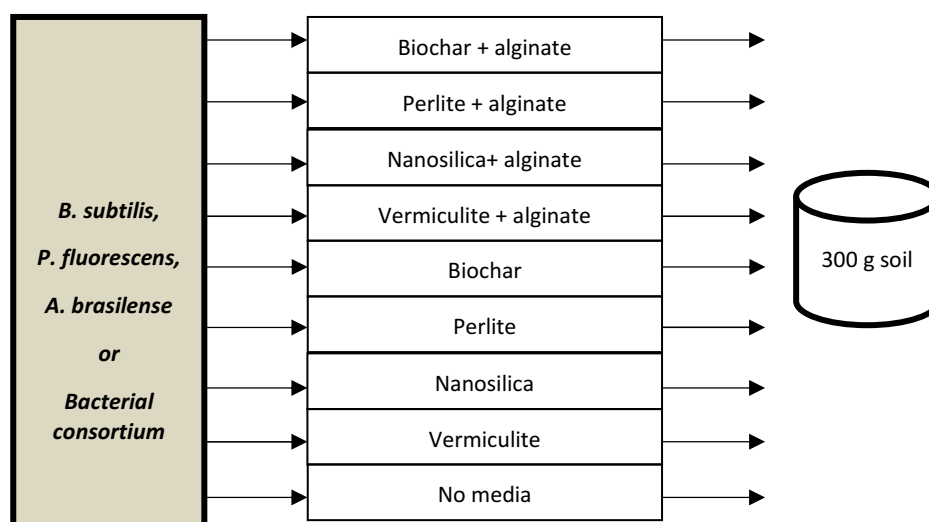 B. subtilis,
P. fluorescens,
A. brasilense
or
Bacterial
consortium
Biochar + alginate
Perlite + alginate
Nanosilica+ alginate
Vermiculite + alginate
Biochar
Perlite
Nanosilica
Vermiculite
No media
300 g soil